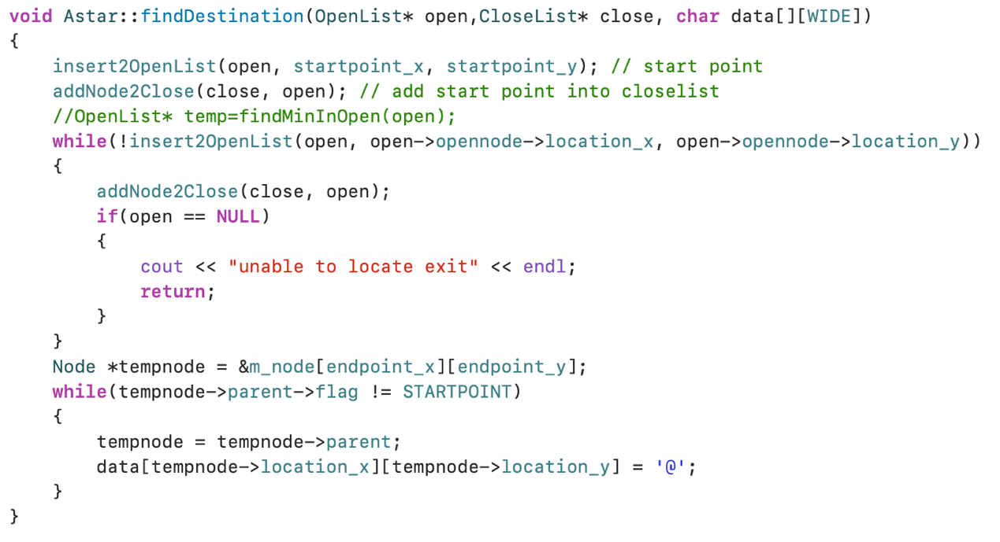 void Astar::findDestination(OpenList* open,CloseList* close, char data[][WIDE])
{
    insert2OpenList(open, startpoint_x, startpoint_y); // start point
    addNode2Close(close, open); // add start point into closelist
    //OpenList* temp=findMinInOpen(open);
    while(!insert2OpenList(open, open->opennode->location_x, open->opennode->location_y))
    {
        addNode2Close(close, open);
        if(open == NULL)
        {
            cout << "unable to locate exit" << endl;
            return;
        }
    }
    Node *tempnode = &m_node[endpoint_x][endpoint_y];
    while(tempnode->parent->flag != STARTPOINT)
    {
        tempnode = tempnode->parent;
        data[tempnode->location_x][tempnode->location_y] = '@';
    }
}